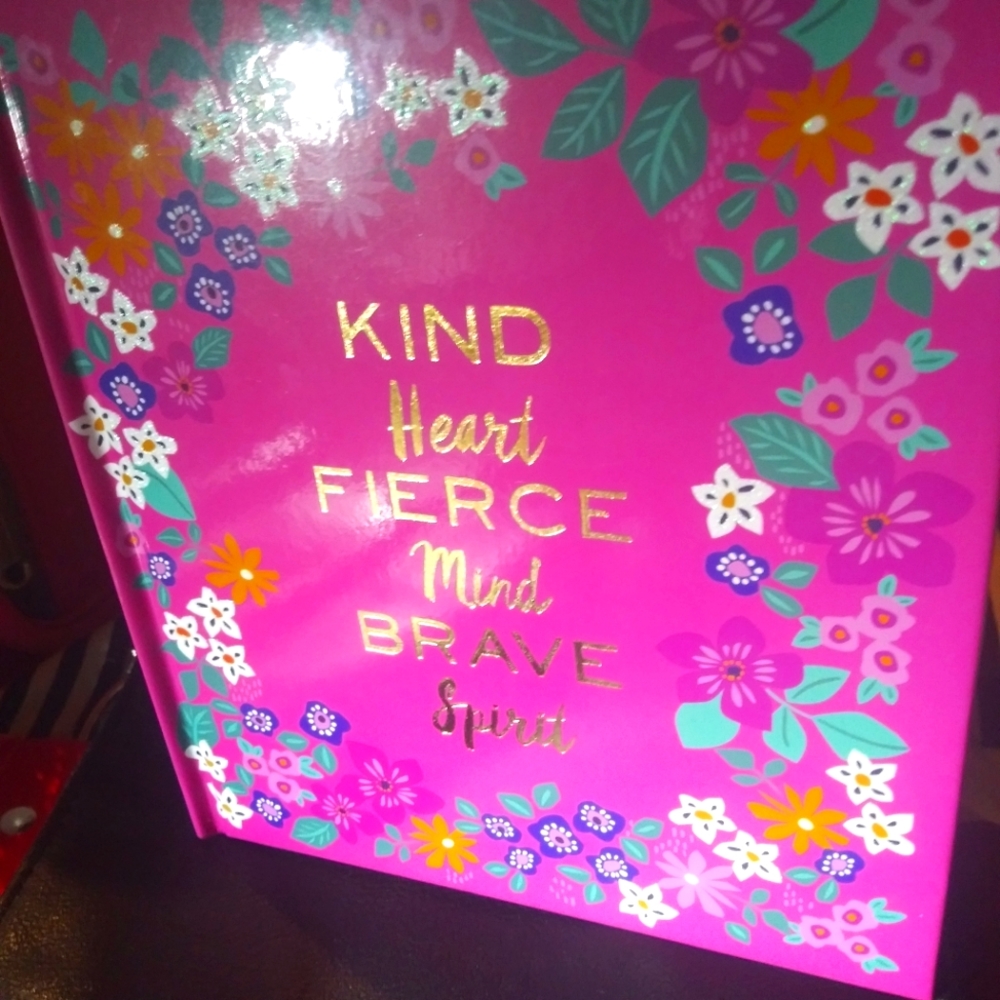 KIND
Heart
FIERCE
Mind
BRAVE
Spirit